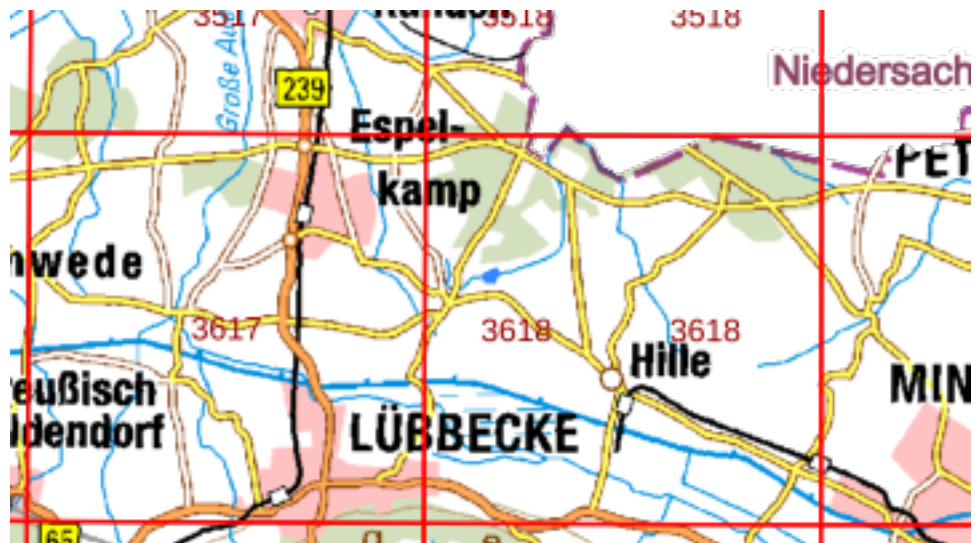 3517
3518
3518
Große Au
Niedersach
239
Espel-
kamp
PET
nwede
3617
3618
3618
Hille
eußisch
ldendorf
MIN
LÜBBECKE
65